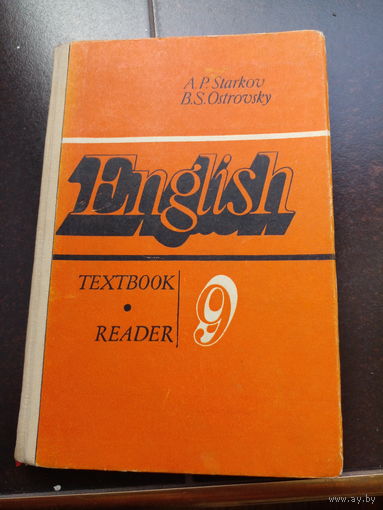 A.P. Starkov
B.S. Ostrovsky
English
TEXTBOOK
•
READER
9
www.ay.by